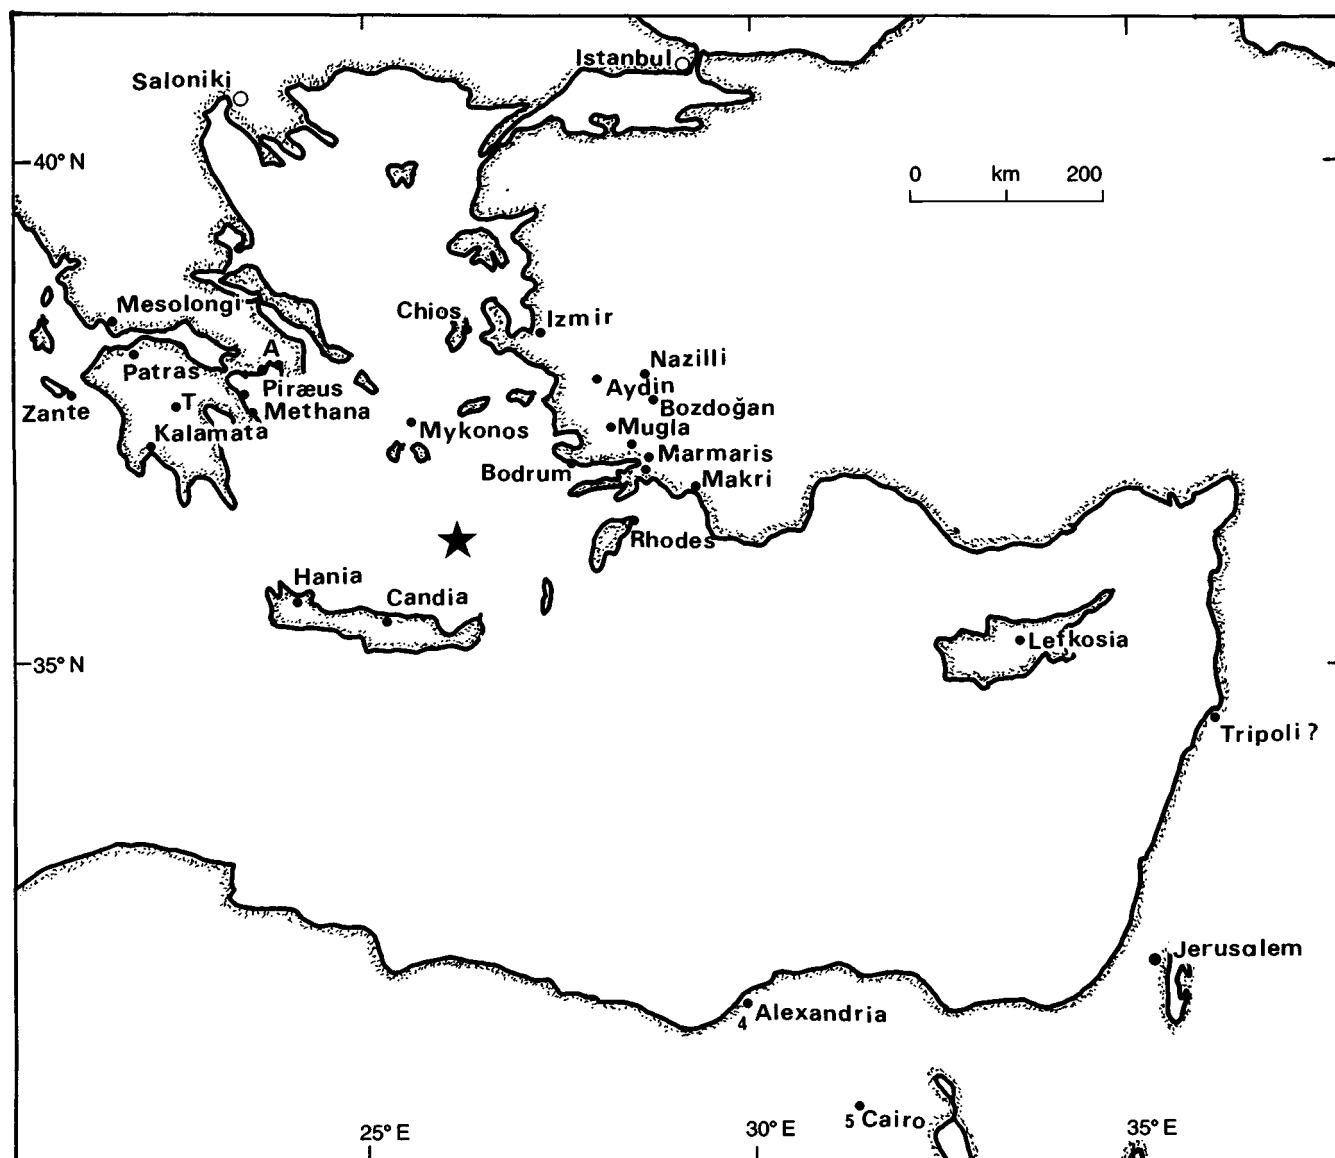 Istanbul
Saloniki
40° N
0 km 200
Mesolongi
Chios
Izmir
A
Patras
Piræus
Nazilli
Aydin
Zante
T
Methana
Bozdoğan
Kalamata
Mykonos
Mugla
Bodrum
Marmaris
Makri
Rhodes
Hania
Candia
Lefkosia
35° N
Tripoli ?
Jerusalem
4 Alexandria
5 Cairo
25° E
30° E
35° E